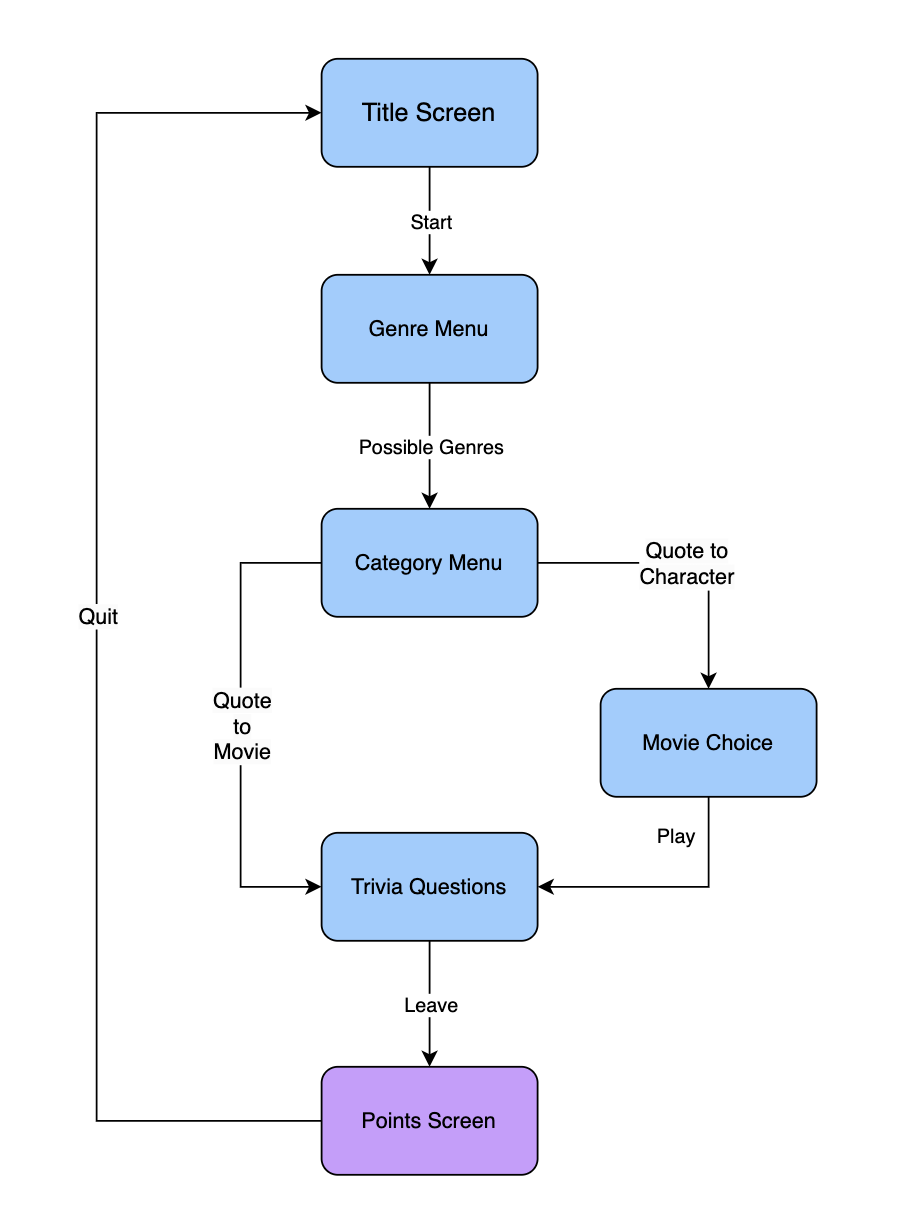 Title Screen
Start
Genre Menu
Possible Genres
Category Menu
Quote to
Character
Quit
Quote
to
Movie
Movie Choice
Play
Trivia Questions
Leave
Points Screen